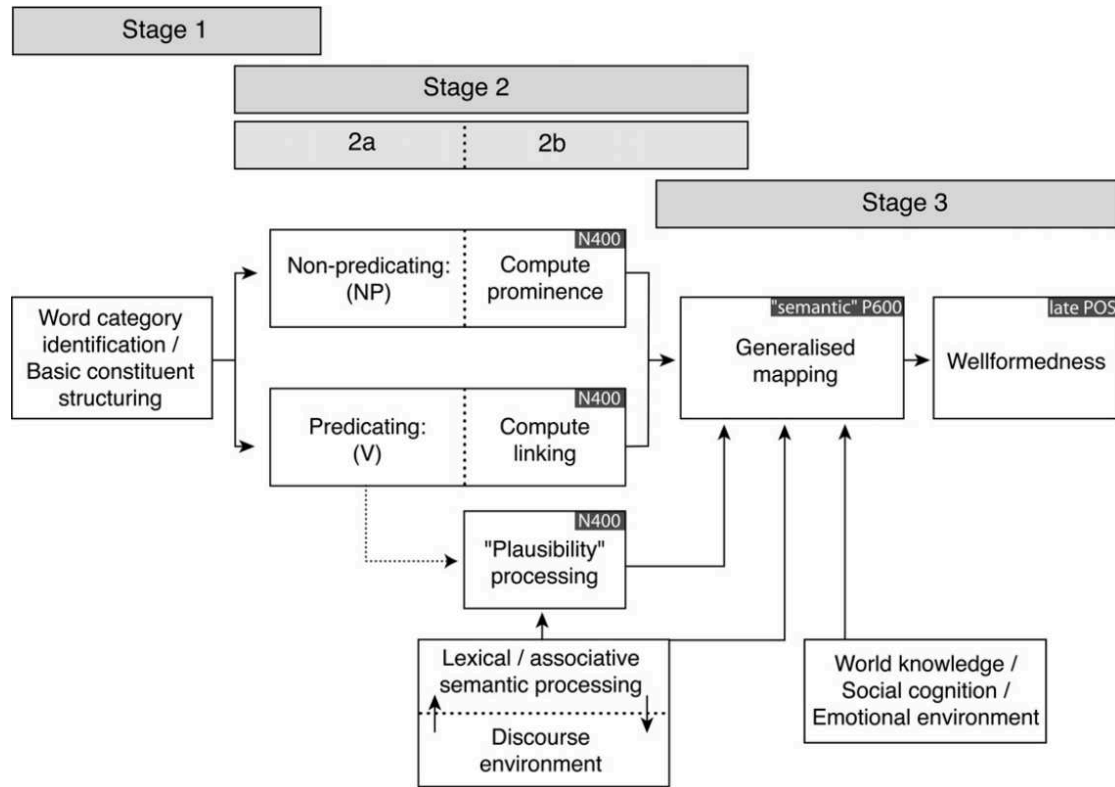 Stage 1
Stage 2
2a
2b
Stage 3
N400
Non-predicating:
(NP)
Compute
prominence
Word category
identification /
Basic constituent
structuring
"semantic" P600
Generalised
mapping
late POS
Wellformedness
N400
Predicating:
(V)
Compute
linking
N400
"Plausibility"
processing
Lexical / associative
semantic processing
Discourse
environment
World knowledge /
Social cognition /
Emotional environment